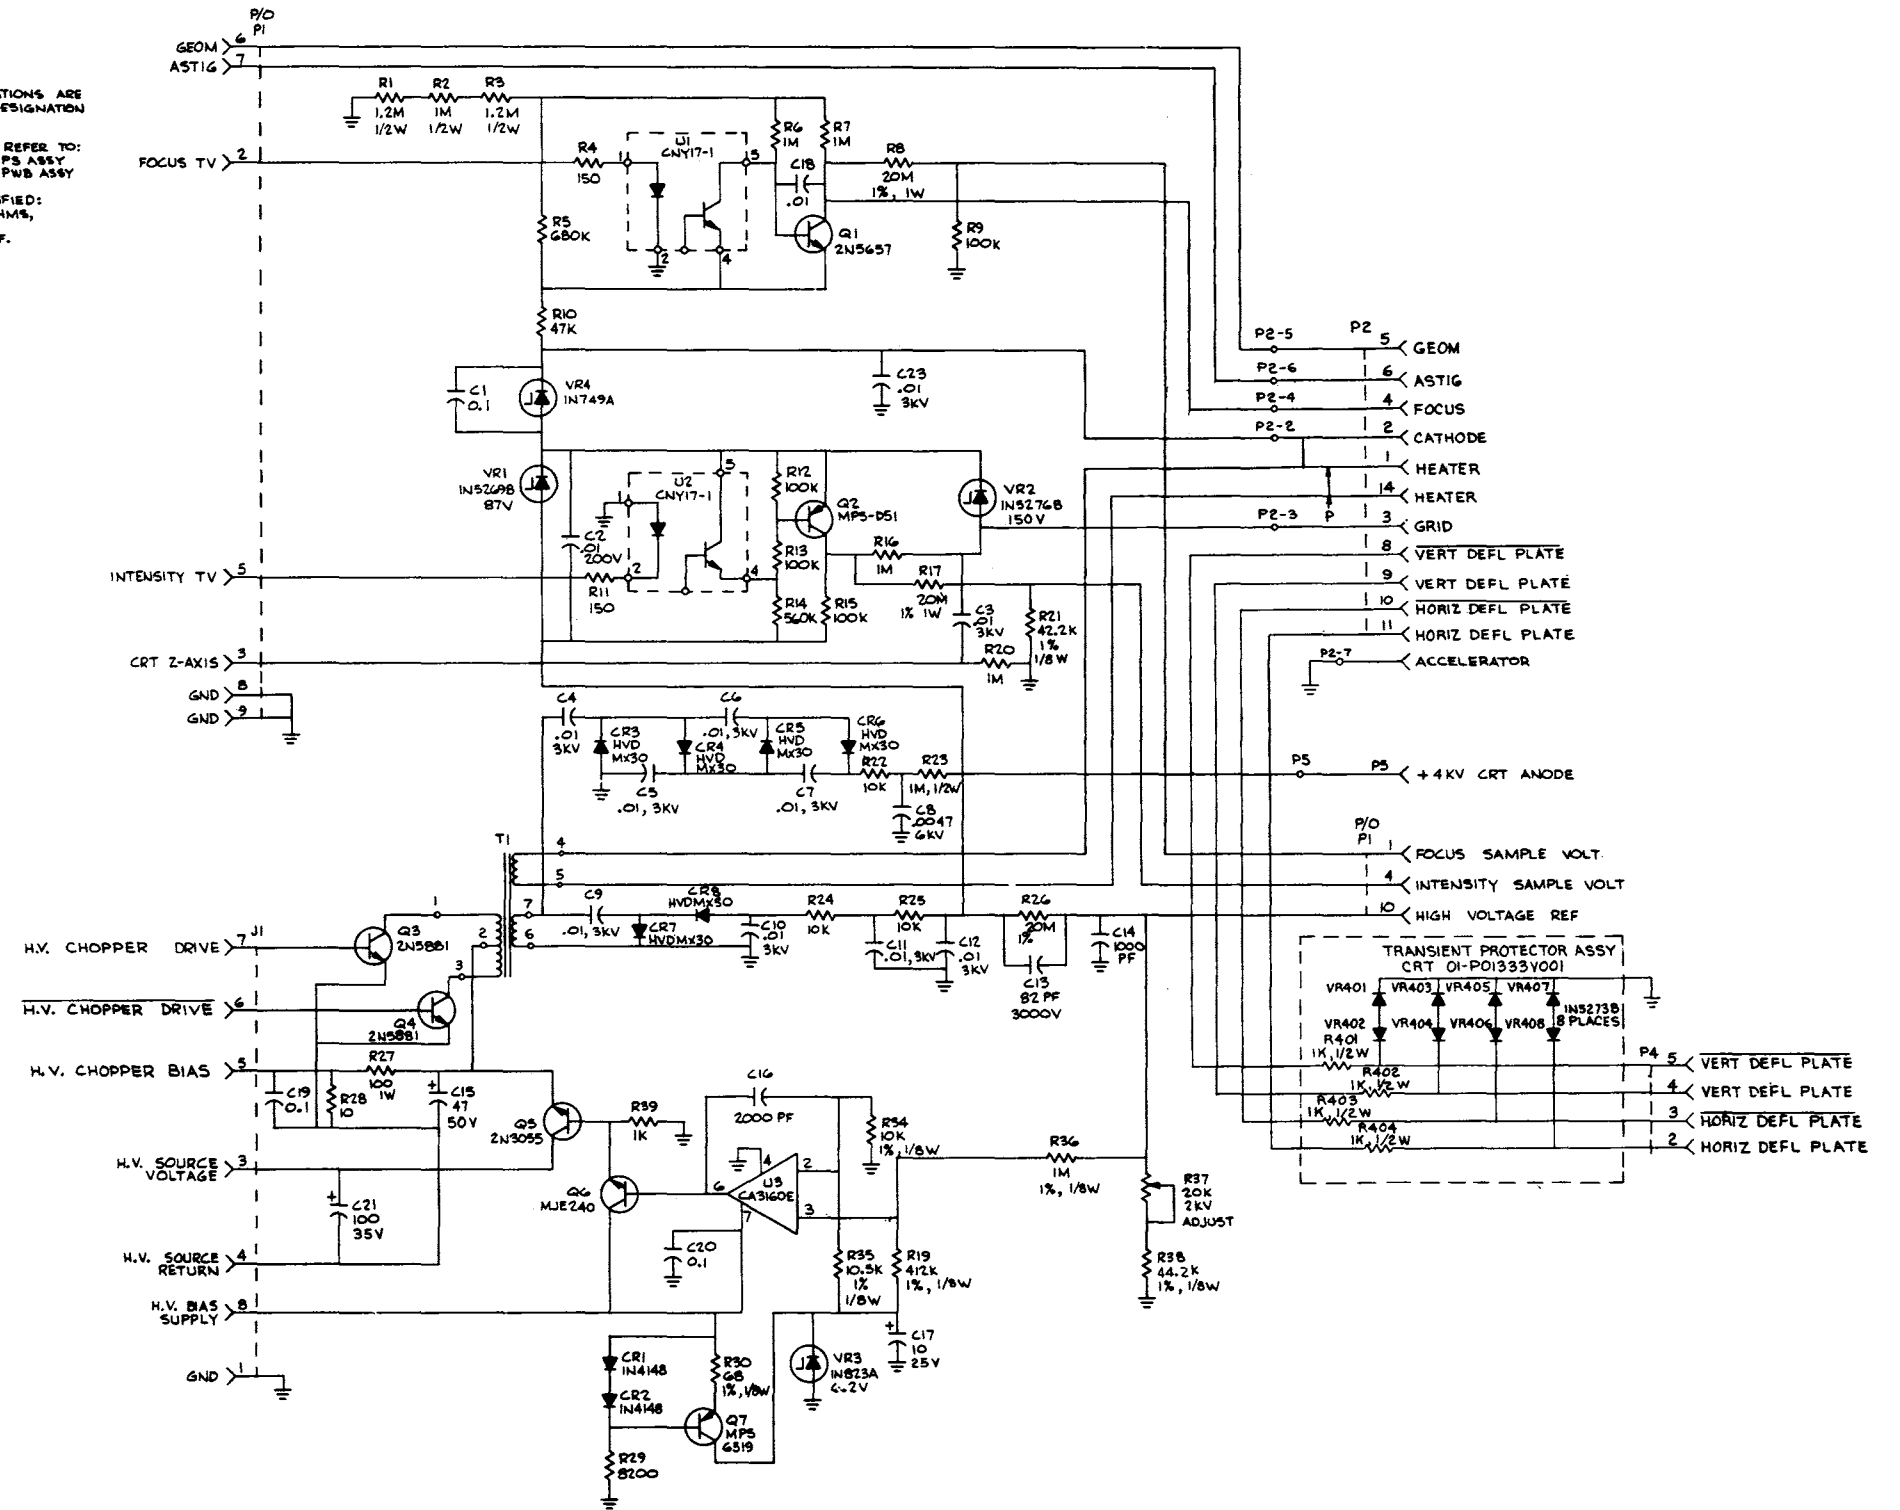 P/O
P1
GEOM 6
ASTIG 7
ATIONS ARE
ESIGNATION
REFER TO:
PS ASSY
PWB ASSY
FIED:
HMS,
F.
R1
1.2M
1/2W
R2
1M
1/2W
R3
1.2M
1/2W
FOCUS TV 2
R4
150
U1
CNY17-1
1
5
2
4
R5
680K
R6
1M
R7
1M
C18
.01
Q1
2N5657
R8
20M
1%, 1W
R9
100K
R10
47K
C1
0.1
VR4
1N749A
C23
.01
3KV
VR1
1N5269B
87V
C2
.01
200V
U2
CNY17-1
1
5
2
4
R12
100K
Q2
MPS-D51
R13
100K
R14
560K
R15
100K
VR2
1N5276B
150V
R16
1M
R17
20M
1% 1W
C3
.01
3KV
R21
42.2K
1%
1/8W
R20
1M
INTENSITY TV 5
R11
150
CRT Z-AXIS 3
GND 8
GND 9
P2-5
P2
5 GEOM
P2-6
6 ASTIG
P2-4
4 FOCUS
P2-2
2 CATHODE
1 HEATER
14 HEATER
P
P2-3
3 GRID
8 VERT DEFL PLATE
9 VERT DEFL PLATE
10 HORIZ DEFL PLATE
11 HORIZ DEFL PLATE
P2-7
ACCELERATOR
C4
.01
3KV
CR3
HVD
MX30
C6
.01, 3KV
CR4
HVD
MX30
CR5
HVD
MX30
CR6
HVD
MX30
C5
.01, 3KV
C7
.01, 3KV
R22
10K
R23
1M, 1/2W
C8
.0047
6KV
P5
P5
+4KV CRT ANODE
P/O
P1
1 FOCUS SAMPLE VOLT.
4 INTENSITY SAMPLE VOLT
10 HIGH VOLTAGE REF
T1
4
5
7
6
1
2
3
C9
.01, 3KV
CR8
HVDMX30
CR7
HVDMX30
C10
.01
3KV
R24
10K
R25
10K
C11
.01, 3KV
C12
.01
3KV
R26
20M
1%
C13
82 PF
3000V
C14
1000
PF
J1
H.V. CHOPPER DRIVE 7
Q3
2N5881
H.V. CHOPPER DRIVE 6
Q4
2N5881
H.V. CHOPPER BIAS 5
C19
0.1
R28
10
R27
100
1W
C15
47
50V
+
Q5
2N3055
R39
1K
H.V. SOURCE
VOLTAGE 3
+
C21
100
35V
H.V. SOURCE
RETURN 4
H.V. BIAS
SUPPLY 8
GND 1
Q6
MJE240
C16
2000 PF
R34
10K
1%, 1/8W
U3
CA3160E
4
2
6
7
3
C20
0.1
R35
10.5K
1%
1/8W
R19
412K
1%, 1/8W
R36
1M
1%, 1/8W
R37
20K
2KV
ADJUST
R38
44.2K
1%, 1/8W
CR1
1N4148
CR2
1N4148
R29
8200
R30
68
1%, 1/8W
Q7
MPS
6519
VR3
1N823A
6.2V
+
C17
10
25V
TRANSIENT PROTECTOR ASSY
CRT 01-P01333V001
VR401
VR403
VR405
VR407
1N5273B
8 PLACES
VR402
VR404
VR406
VR408
R401
1K, 1/2W
R402
1K, 1/2W
R403
1K, 1/2W
R404
1K, 1/2W
P4
5 VERT DEFL PLATE
4 VERT DEFL PLATE
3 HORIZ DEFL PLATE
2 HORIZ DEFL PLATE